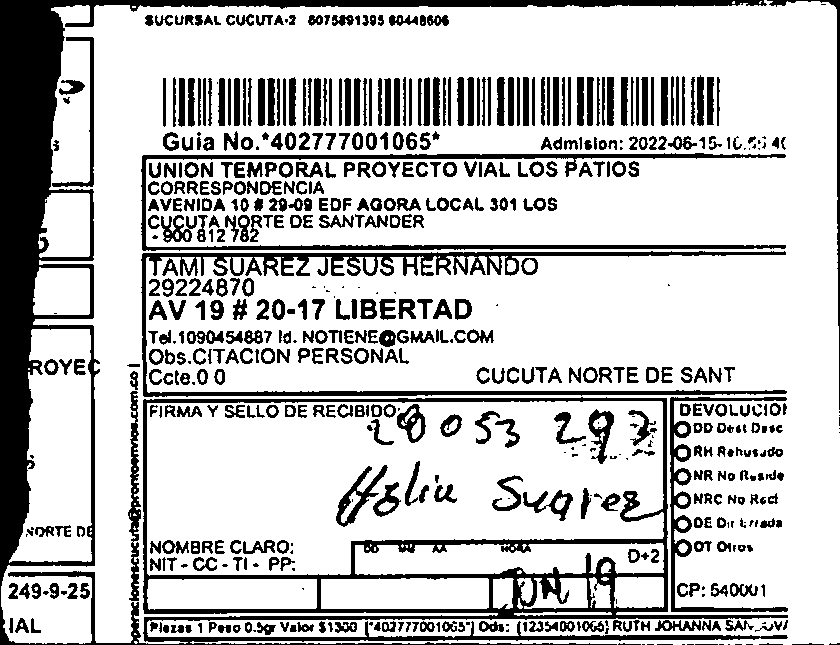 SUCURSAL CUCUTA-2 6075891395 60448606
Guia No.*402777001065*
Admision: 2022-06-15-
UNION TEMPORAL PROYECTO VIAL LOS PATIOS
CORRESPONDENCIA
AVENIDA 10 # 29-09 EDF AGORA LOCAL 301 LOS
CUCUTA NORTE DE SANTANDER
- 900 812 782
TAMI SUAREZ JESUS HERNANDO
29224870
AV 19 # 20-17 LIBERTAD
Tel.1090454887 Id. NOTIENE@GMAIL.COM
Obs.CITACION PERSONAL
Ccte.0 0
CUCUTA NORTE DE SANT
operacionescucuta@prontoenvios.com.co
FIRMA Y SELLO DE RECIBIDO:
053 293
Suarez
NOMBRE CLARO:
NIT - CC - TI - PP:
DD MM AA HORA
D+2
JUN 19
DEVOLUCION
DD Dest Desc
RH Rehusado
NR No Reside
NRC No Recl
DE Dir Errada
OT Otros
CP: 540001
Piezas 1 Peso 0.5gr Valor $1300 [*402777001065*] Ods: [12354001065] RUTH JOHANNA
ROYEC
NORTE DE
249-9-25
IAL